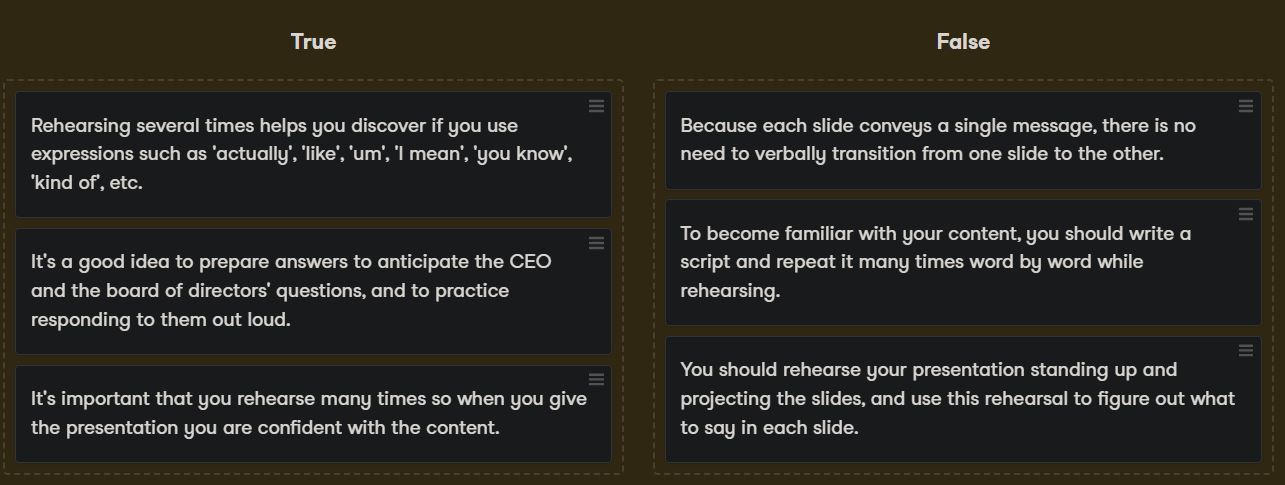 True
Rehearsing several times helps you discover if you use
expressions such as 'actually', 'like', 'um', 'I mean', 'you know',
'kind of', etc.
It's a good idea to prepare answers to anticipate the CEO
and the board of directors' questions, and to practice
responding to them out loud.
It's important that you rehearse many times so when you give
the presentation you are confident with the content.
False
Because each slide conveys a single message, there is no
need to verbally transition from one slide to the other.
To become familiar with your content, you should write a
script and repeat it many times word by word while
rehearsing.
You should rehearse your presentation standing up and
projecting the slides, and use this rehearsal to figure out what
to say in each slide.